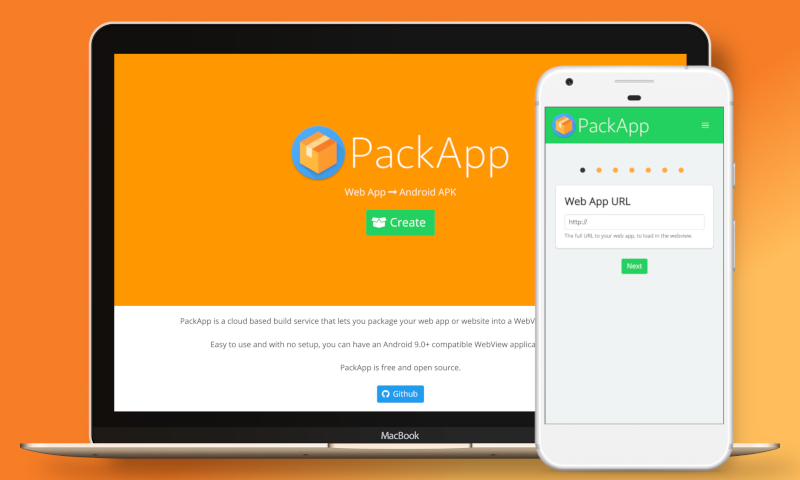 PackApp
Web App → Android APK
Create
PackApp is a cloud based build service that lets you package your web app or website into a WebV
Easy to use and with no setup, you can have an Android 9.0+ compatible WebView applica
PackApp is free and open source.
Github
MacBook
PackApp
Web App URL
http://
The full URL to your web app, to load in the webview.
Next